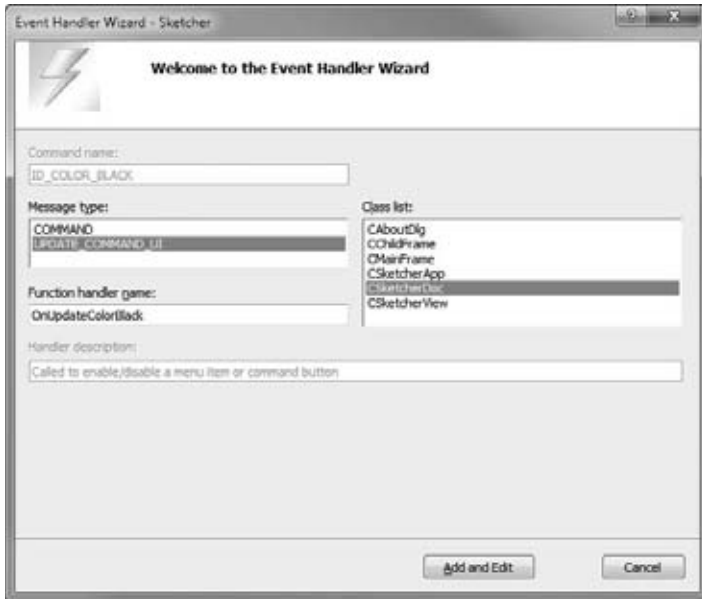 Event Handler Wizard - Sketcher
Welcome to the Event Handler Wizard
Command name:
ID_COLOR_BLACK
Message type:
COMMAND
UPDATE_COMMAND_UI
Function handler name:
OnUpdateColorBlack
Class list:
CAboutDlg
CChildFrame
CMainFrame
CSketcherApp
CSketcherDoc
CSketcherView
Handler description:
Called to enable/disable a menu item or command button
Add and Edit
Cancel